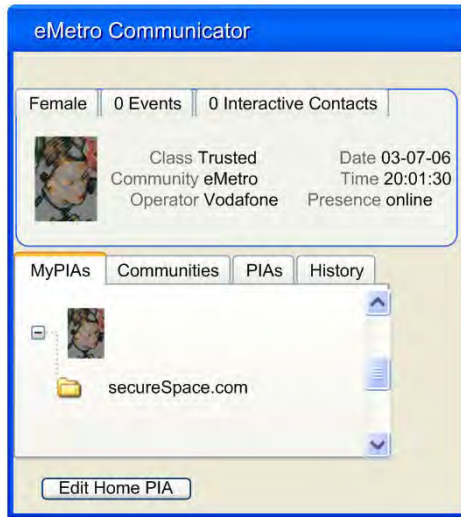 eMetro Communicator
Female 0 Events 0 Interactive Contacts
Class Trusted Date 03-07-06
Community eMetro Time 20:01:30
Operator Vodafone Presence online
MyPIAs Communities PIAs History
secureSpace.com
Edit Home PIA